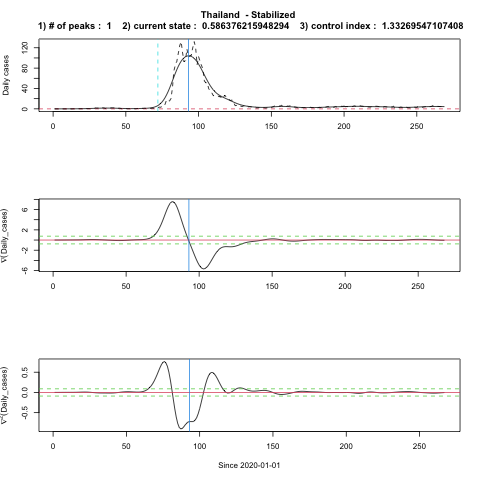 Thailand - Stabilized
1) # of peaks : 1 2) current state : 0.586376215948294 3) control index : 1.33269547107408
Daily cases
0 40 80 120
0 50 100 150 200 250
∇(Daily_cases)
-6 -2 2 6
0 50 100 150 200 250
∇²(Daily_cases)
-0.5 0.0 0.5
0 50 100 150 200 250
Since 2020-01-01